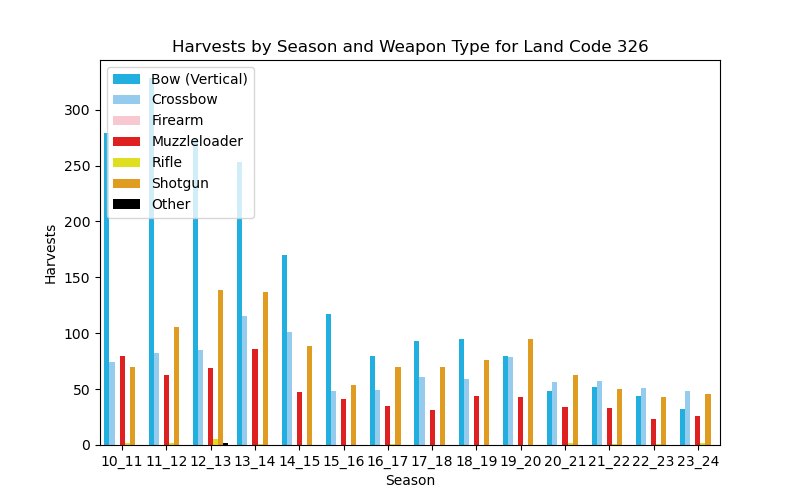 Harvests by Season and Weapon Type for Land Code 326
Bow (Vertical)
Crossbow
Firearm
Muzzleloader
Rifle
Shotgun
Other
300
250
200
150
100
50
0
Harvests
10_11 11_12 12_13 13_14 14_15 15_16 16_17 17_18 18_19 19_20 20_21 21_22 22_23 23_24
Season